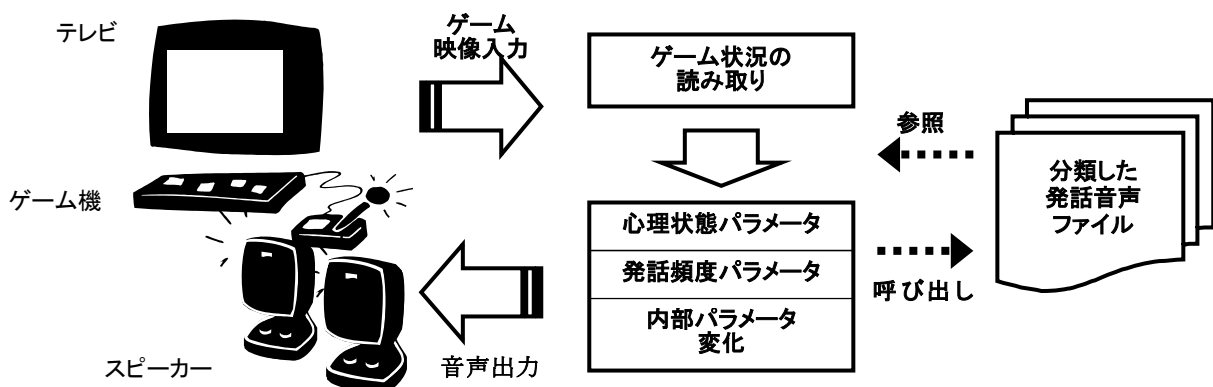 テレビ
ゲーム機
スピーカー
ゲーム
映像入力
音声出力
ゲーム状況の
読み取り
心理状態パラメータ
発話頻度パラメータ
内部パラメータ
変化
参照
呼び出し
分類した
発話音声
ファイル